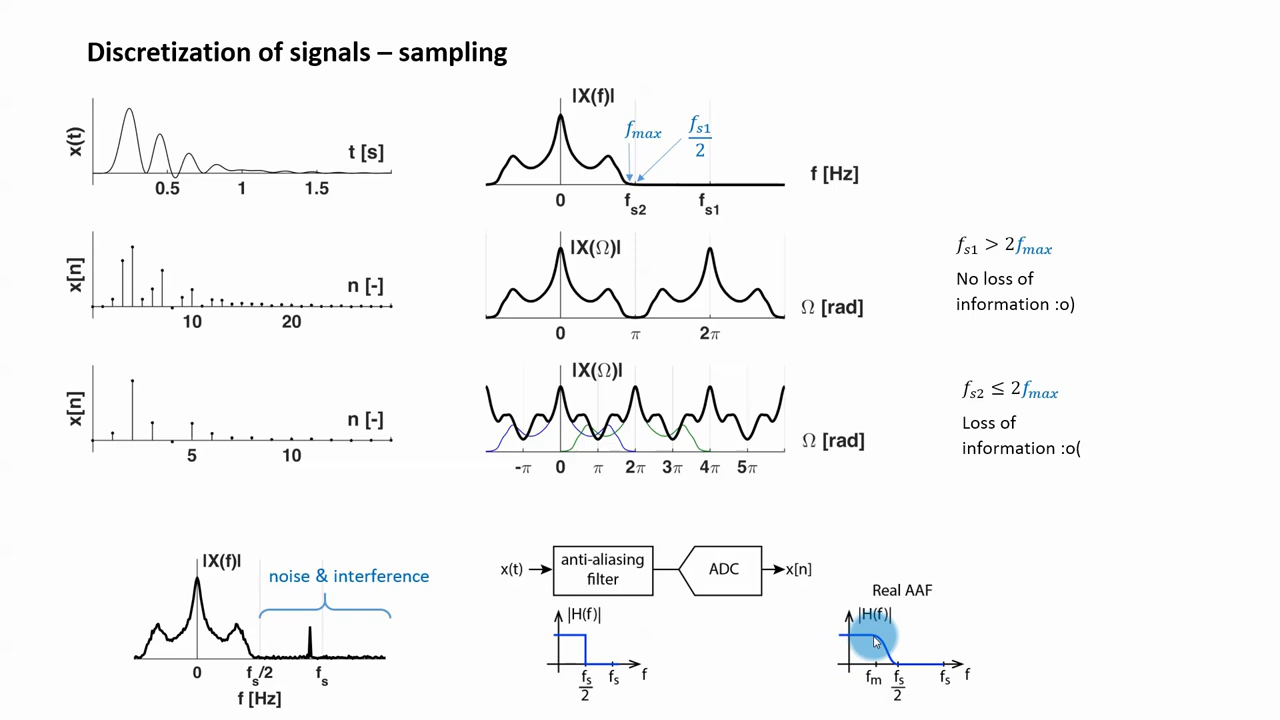 Discretization of signals – sampling
x(t)
t [s]
0.5 1 1.5
|X(f)|
f_max
f_s1/2
f [Hz]
0 f_s2 f_s1
x[n]
n [-]
10 20
|X(Ω)|
Ω [rad]
0 π 2π
f_s1 > 2f_max
No loss of
information :o)
x[n]
n [-]
5 10
|X(Ω)|
Ω [rad]
-π 0 π 2π 3π 4π 5π
f_s2 ≤ 2f_max
Loss of
information :o(
|X(f)|
noise & interference
0 f_s/2 f_s
f [Hz]
x(t)
anti-aliasing
filter
ADC
x[n]
|H(f)|
f_s/2 f_s f
Real AAF
|H(f)|
f_m f_s/2 f_s f